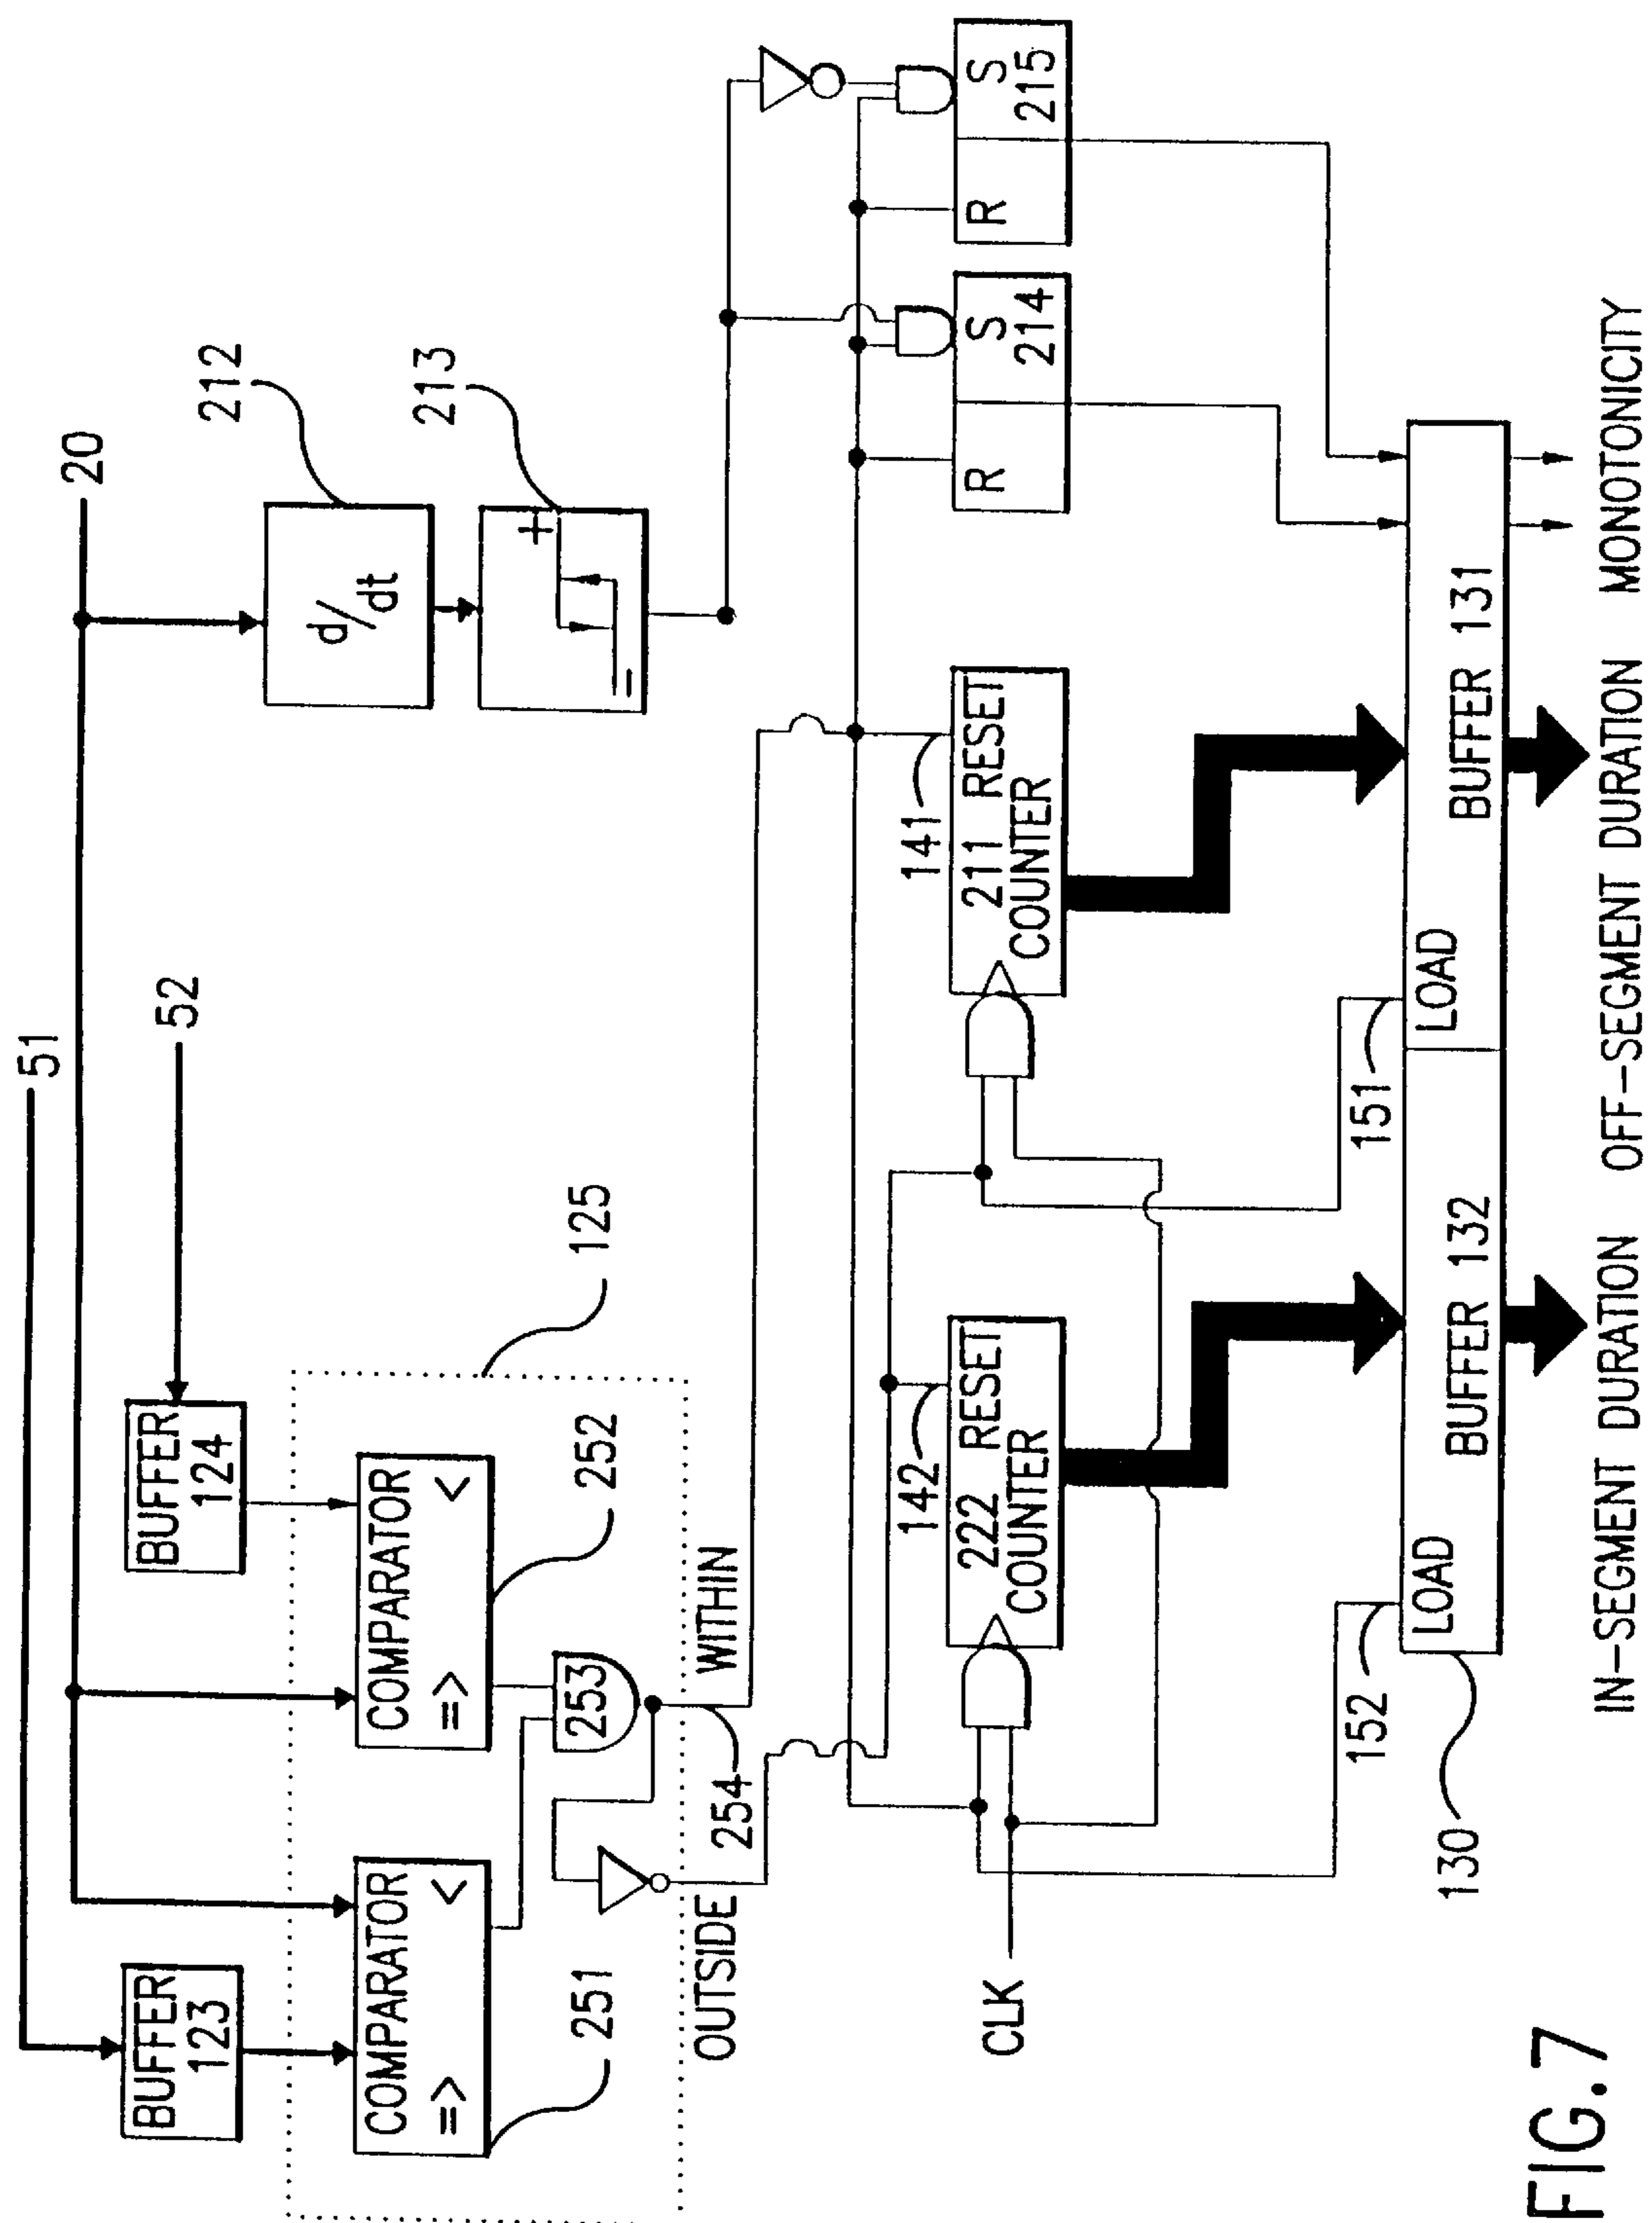 51
20
52
BUFFER
123
BUFFER
124
212
d/dt
COMPARATOR
=> <
COMPARATOR
=> <
213
+
=
251
253
252
125
OUTSIDE
254
WITHIN
CLK
142
222 RESET
COUNTER
141
211 RESET
COUNTER
R S
214
R S
215
152
151
LOAD
BUFFER 132
LOAD
BUFFER 131
130
IN-SEGMENT DURATION OFF-SEGMENT DURATION MONOTONICITY
FIG.7